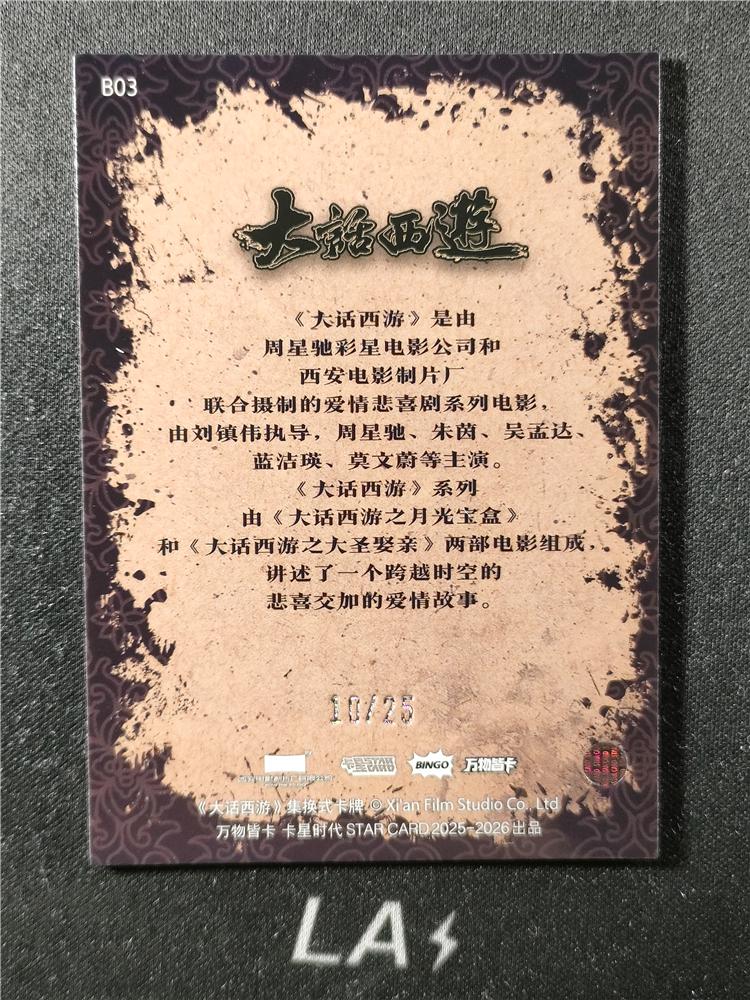 B03
大話西遊
《大话西游》是由
周星驰彩星电影公司和
西安电影制片厂
联合摄制的爱情悲喜剧系列电影，
由刘镇伟执导，周星驰、朱茵、吴孟达、
蓝洁瑛、莫文蔚等主演。
《大话西游》系列
由《大话西游之月光宝盒》
和《大话西游之大圣娶亲》两部电影组成，
讲述了一个跨越时空的
悲喜交加的爱情故事。
10/25
BINGO 万物皆卡
《大话西游》集换式卡牌 © Xi'an Film Studio Co., Ltd
万物皆卡 卡星时代 STAR CARD 2025-2026 出品
LA